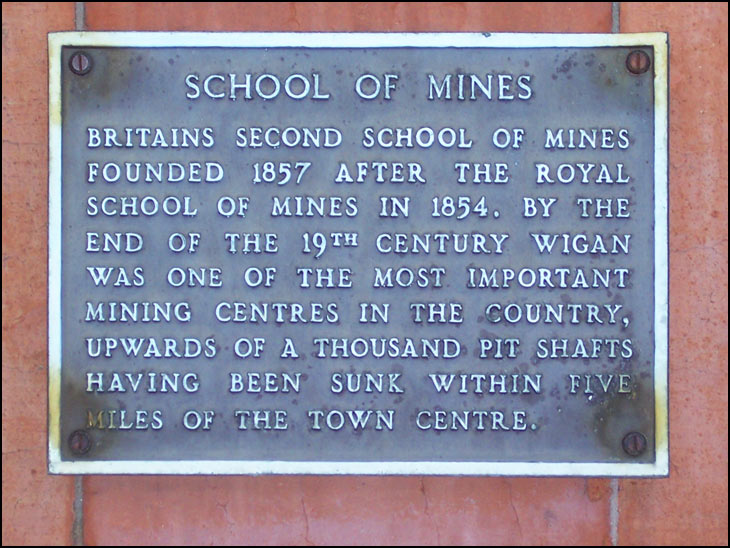 SCHOOL OF MINES
BRITAINS SECOND SCHOOL OF MINES
FOUNDED 1857 AFTER THE ROYAL
SCHOOL OF MINES IN 1854. BY THE
END OF THE 19TH CENTURY WIGAN
WAS ONE OF THE MOST IMPORTANT
MINING CENTRES IN THE COUNTRY,
UPWARDS OF A THOUSAND PIT SHAFTS
HAVING BEEN SUNK WITHIN FIVE
MILES OF THE TOWN CENTRE.